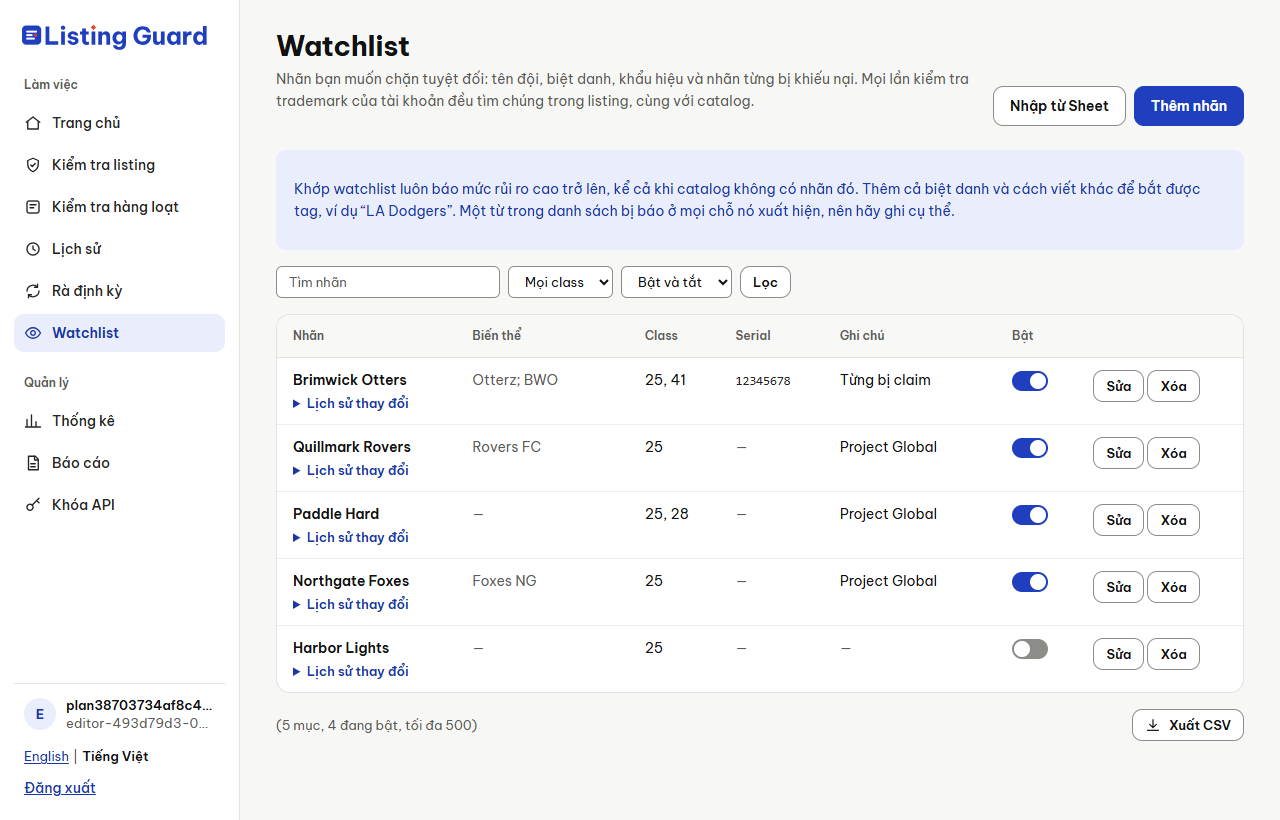 Listing Guard
Làm việc
Trang chủ
Kiểm tra listing
Kiểm tra hàng loạt
Lịch sử
Rà định kỳ
Watchlist
Quản lý
Thống kê
Báo cáo
Khóa API
E
plan38703734af8c4...
editor-493d79d3-0...
English | Tiếng Việt
Đăng xuất
Watchlist
Nhãn bạn muốn chặn tuyệt đối: tên đội, biệt danh, khẩu hiệu và nhãn từng bị khiếu nại. Mọi lần kiểm tra
trademark của tài khoản đều tìm chúng trong listing, cùng với catalog.
Nhập từ Sheet
Thêm nhãn
Khớp watchlist luôn báo mức rủi ro cao trở lên, kể cả khi catalog không có nhãn đó. Thêm cả biệt danh và cách viết khác để bắt được
tag, ví dụ “LA Dodgers”. Một từ trong danh sách bị báo ở mọi chỗ nó xuất hiện, nên hãy ghi cụ thể.
Tìm nhãn
Mọi class
Bật và tắt
Lọc
Nhãn Biến thể Class Serial Ghi chú Bật
Brimwick Otters Otterz; BWO 25, 41 12345678 Từng bị claim Sửa Xóa
Lịch sử thay đổi
Quillmark Rovers Rovers FC 25 — Project Global Sửa Xóa
Lịch sử thay đổi
Paddle Hard — 25, 28 — Project Global Sửa Xóa
Lịch sử thay đổi
Northgate Foxes Foxes NG 25 — Project Global Sửa Xóa
Lịch sử thay đổi
Harbor Lights — 25 — — Sửa Xóa
Lịch sử thay đổi
(5 mục, 4 đang bật, tối đa 500)
Xuất CSV